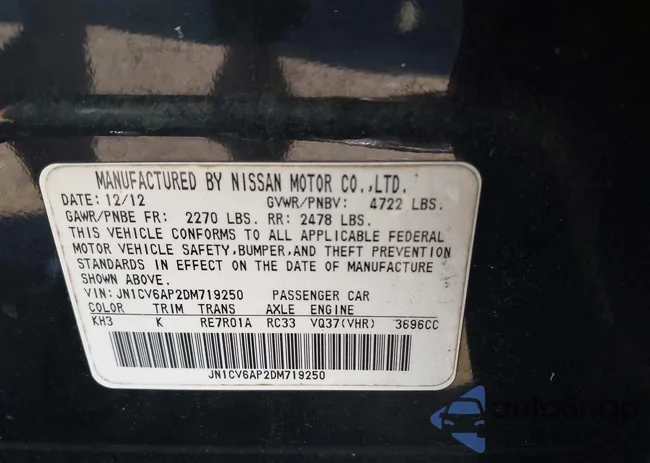 MANUFACTURED BY NISSAN MOTOR CO.,LTD.
DATE: 12/12 GVWR/PNBV: 4722 LBS.
GAWR/PNBE FR: 2270 LBS. RR: 2478 LBS.
THIS VEHICLE CONFORMS TO ALL APPLICABLE FEDERAL
MOTOR VEHICLE SAFETY,BUMPER,AND THEFT PREVENTION
STANDARDS IN EFFECT ON THE DATE OF MANUFACTURE
SHOWN ABOVE.
VIN: JN1CV6AP2DM719250 PASSENGER CAR
COLOR TRIM TRANS AXLE ENGINE
KH3 K RE7R01A RC33 VQ37(VHR) 3696CC
JN1CV6AP2DM719250
autoSnap